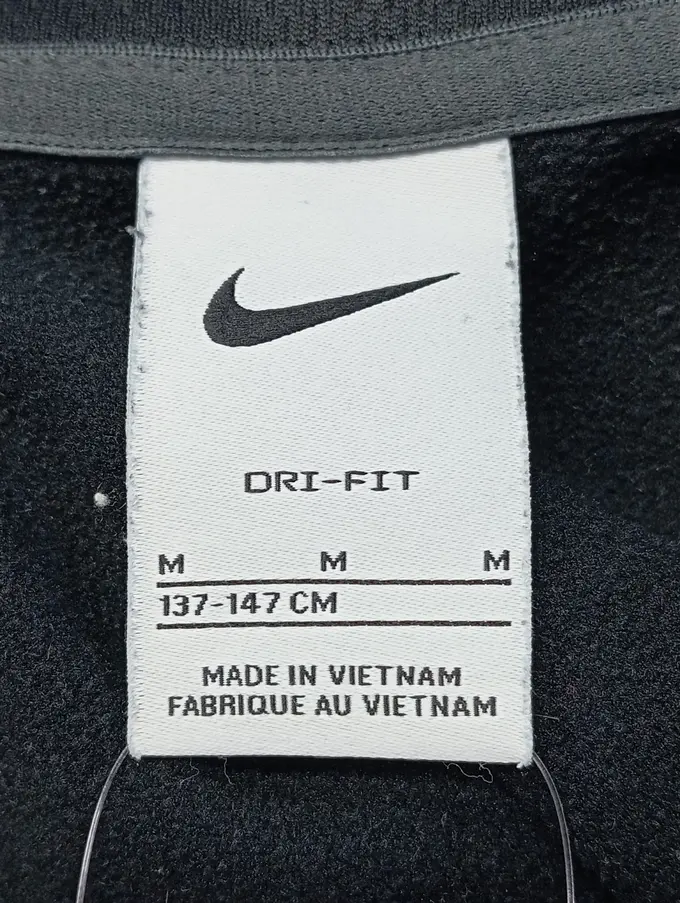 DRI-FIT
M M M
137-147 CM
MADE IN VIETNAM
FABRIQUE AU VIETNAM